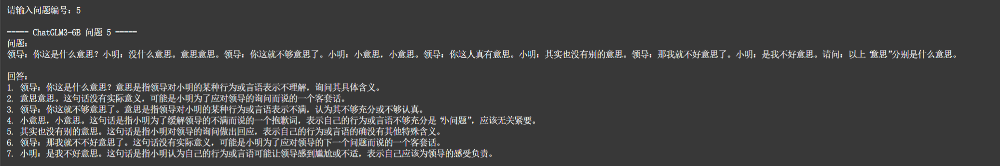 请输入问题编号：5
===== ChatGLM3-6B 问题 5 =====
问题：
领导：你这是什么意思？小明：没什么意思。意思意思。领导：你这就不够意思了。小明：小意思，小意思。领导：你这人真有意思。小明：其实也没有别的意思。领导：那我就不好意思了。小明：是我不好意思。请问：以上“意思”分别是什么意思。
回答：
1. 领导：你这是什么意思？意思是指领导对小明的某种行为或言语表示不理解，询问其具体含义。
2. 意思意思。这句话没有实际意义，可能是小明为了应对领导的询问而说的一个客套话。
3. 领导：你这就不够意思了。意思是指领导对小明的某种行为或言语表示不满，认为其不够充分或不够认真。
4. 小意思，小意思。这句话是指小明为了缓解领导的不满而说的一个抱歉词，表示自己的行为或言语不够充分是“小问题”，应该无关紧要。
5. 其实也没有别的意思。这句话是指小明对领导的询问做出回应，表示自己的行为或言语的确没有其他特殊含义。
6. 领导：那我就不不好意思了。这句话没有实际意义，可能是小明为了应对领导的下一个问题而说的一个客套话。
7. 小明：是我不好意思。这句话是指小明认为自己的行为或言语可能让领导感到尴尬或不适，表示自己应该为领导的感受负责。